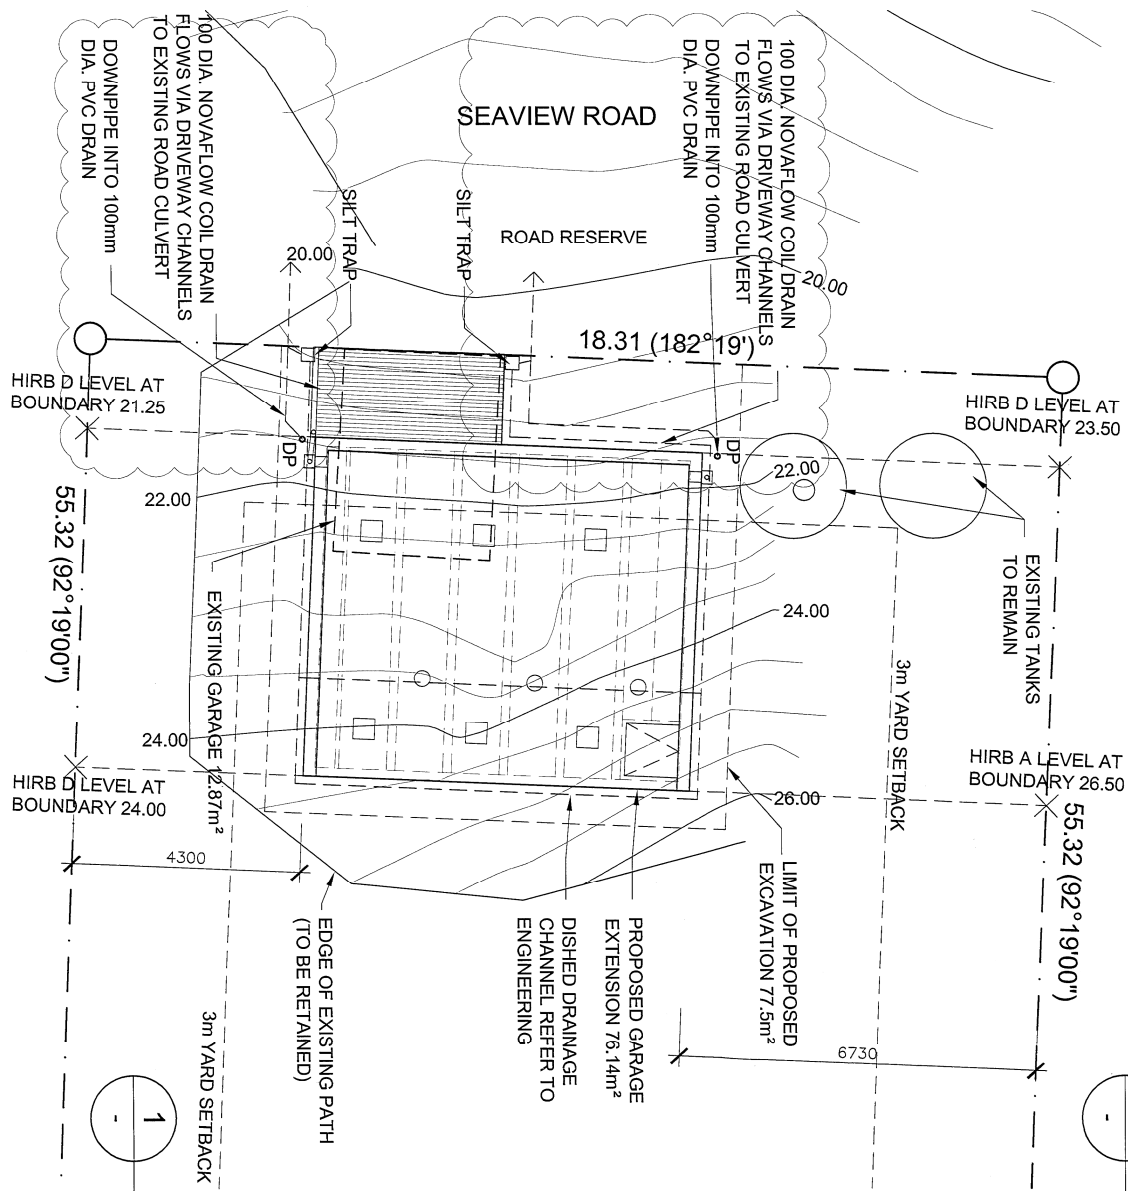 100 DIA. NOVAFLOW COIL DRAIN
FLOWS VIA DRIVEWAY CHANNELS
TO EXISTING ROAD CULVERT
DOWNPIPE INTO 100mm
DIA. PVC DRAIN
SILT TRAP
SILT TRAP
SEAVIEW ROAD
ROAD RESERVE
100 DIA. NOVAFLOW COIL DRAIN
FLOWS VIA DRIVEWAY CHANNELS
TO EXISTING ROAD CULVERT
DOWNPIPE INTO 100mm
DIA. PVC DRAIN
20.00
20.00
18.31 (182°19')
HIRB D LEVEL AT
BOUNDARY 21.25
HIRB D LEVEL AT
BOUNDARY 23.50
DP
DP
22.00
22.00
55.32 (92°19'00")
EXISTING TANKS
TO REMAIN
EXISTING GARAGE 12.87m²
24.00
24.00
3m YARD SETBACK
HIRB D LEVEL AT
BOUNDARY 24.00
HIRB A LEVEL AT
BOUNDARY 26.50
26.00
55.32 (92°19'00")
4300
LIMIT OF PROPOSED
EXCAVATION 77.5m²
PROPOSED GARAGE
EXTENSION 76.14m²
DISHED DRAINAGE
CHANNEL REFER TO
ENGINEERING
EDGE OF EXISTING PATH
(TO BE RETAINED)
6730
3m YARD SETBACK
1
-
-